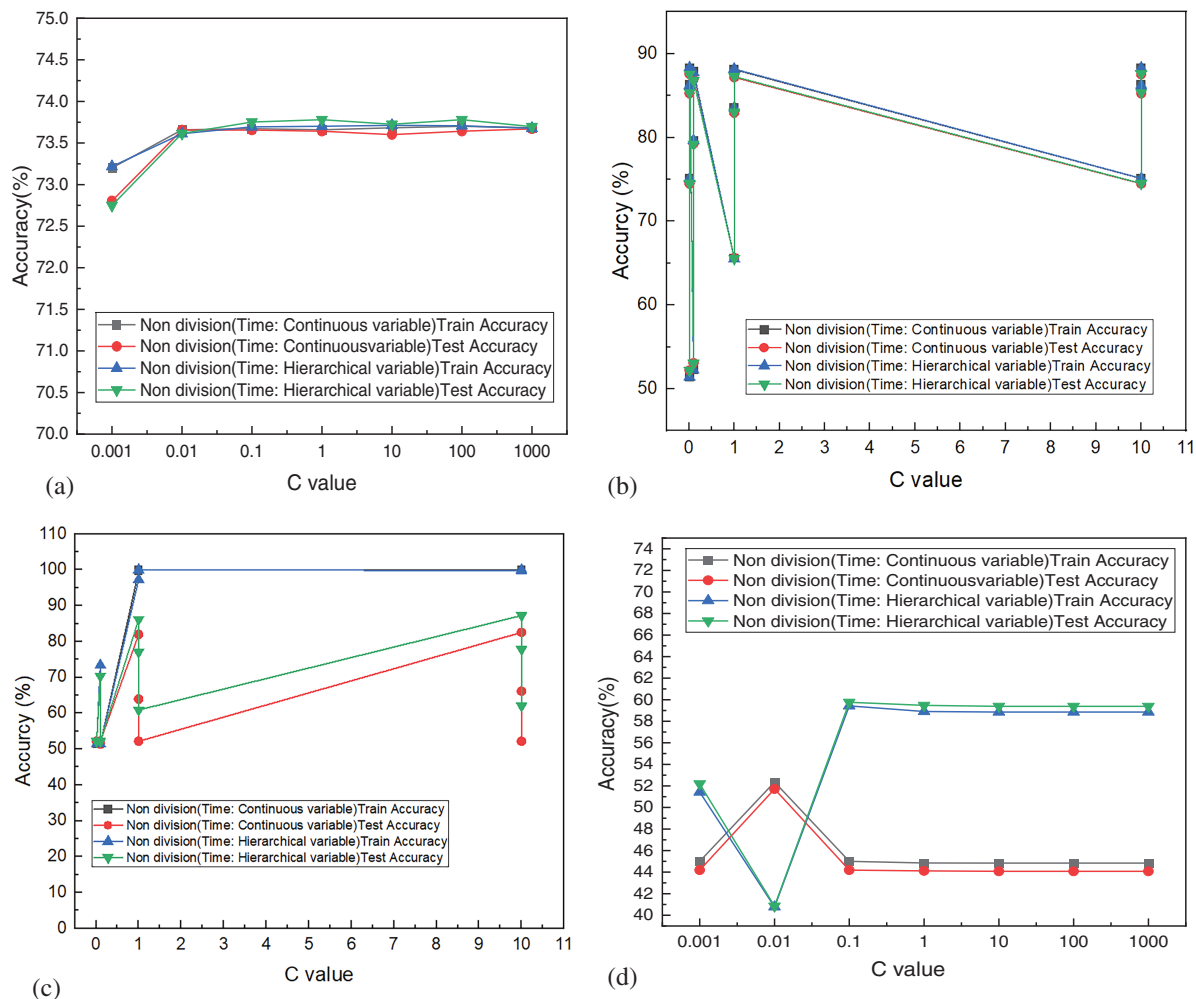 75.0
74.5
74.0
73.5
73.0
72.5
72.0
71.5
71.0
70.5
70.0
Accuracy(%)
Non division(Time: Continuous variable)Train Accuracy
Non division(Time: Continuousvariable)Test Accuracy
Non division(Time: Hierarchical variable)Train Accuracy
Non division(Time: Hierarchical variable)Test Accuracy
0.001 0.01 0.1 1 10 100 1000
C value
(a)
90
80
70
60
50
Accurcy (%)
Non division(Time: Continuous variable)Train Accuracy
Non division(Time: Continuous variable)Test Accuracy
Non division(Time: Hierarchical variable)Train Accuracy
Non division(Time: Hierarchical variable)Test Accuracy
0 1 2 3 4 5 6 7 8 9 10 11
C value
(b)
110
100
90
80
70
60
50
40
30
20
10
0
Accurcy (%)
Non division(Time: Continuous variable)Train Accuracy
Non division(Time: Continuous variable)Test Accuracy
Non division(Time: Hierarchical variable)Train Accuracy
Non division(Time: Hierarchical variable)Test Accuracy
0 1 2 3 4 5 6 7 8 9 10 11
C value
(c)
74
72
70
68
66
64
62
60
58
56
54
52
50
48
46
44
42
40
Accuracy(%)
Non division(Time: Continuous variable)Train Accuracy
Non division(Time: Continuousvariable)Test Accuracy
Non division(Time: Hierarchical variable)Train Accuracy
Non division(Time: Hierarchical variable)Test Accuracy
0.001 0.01 0.1 1 10 100 1000
C value
(d)